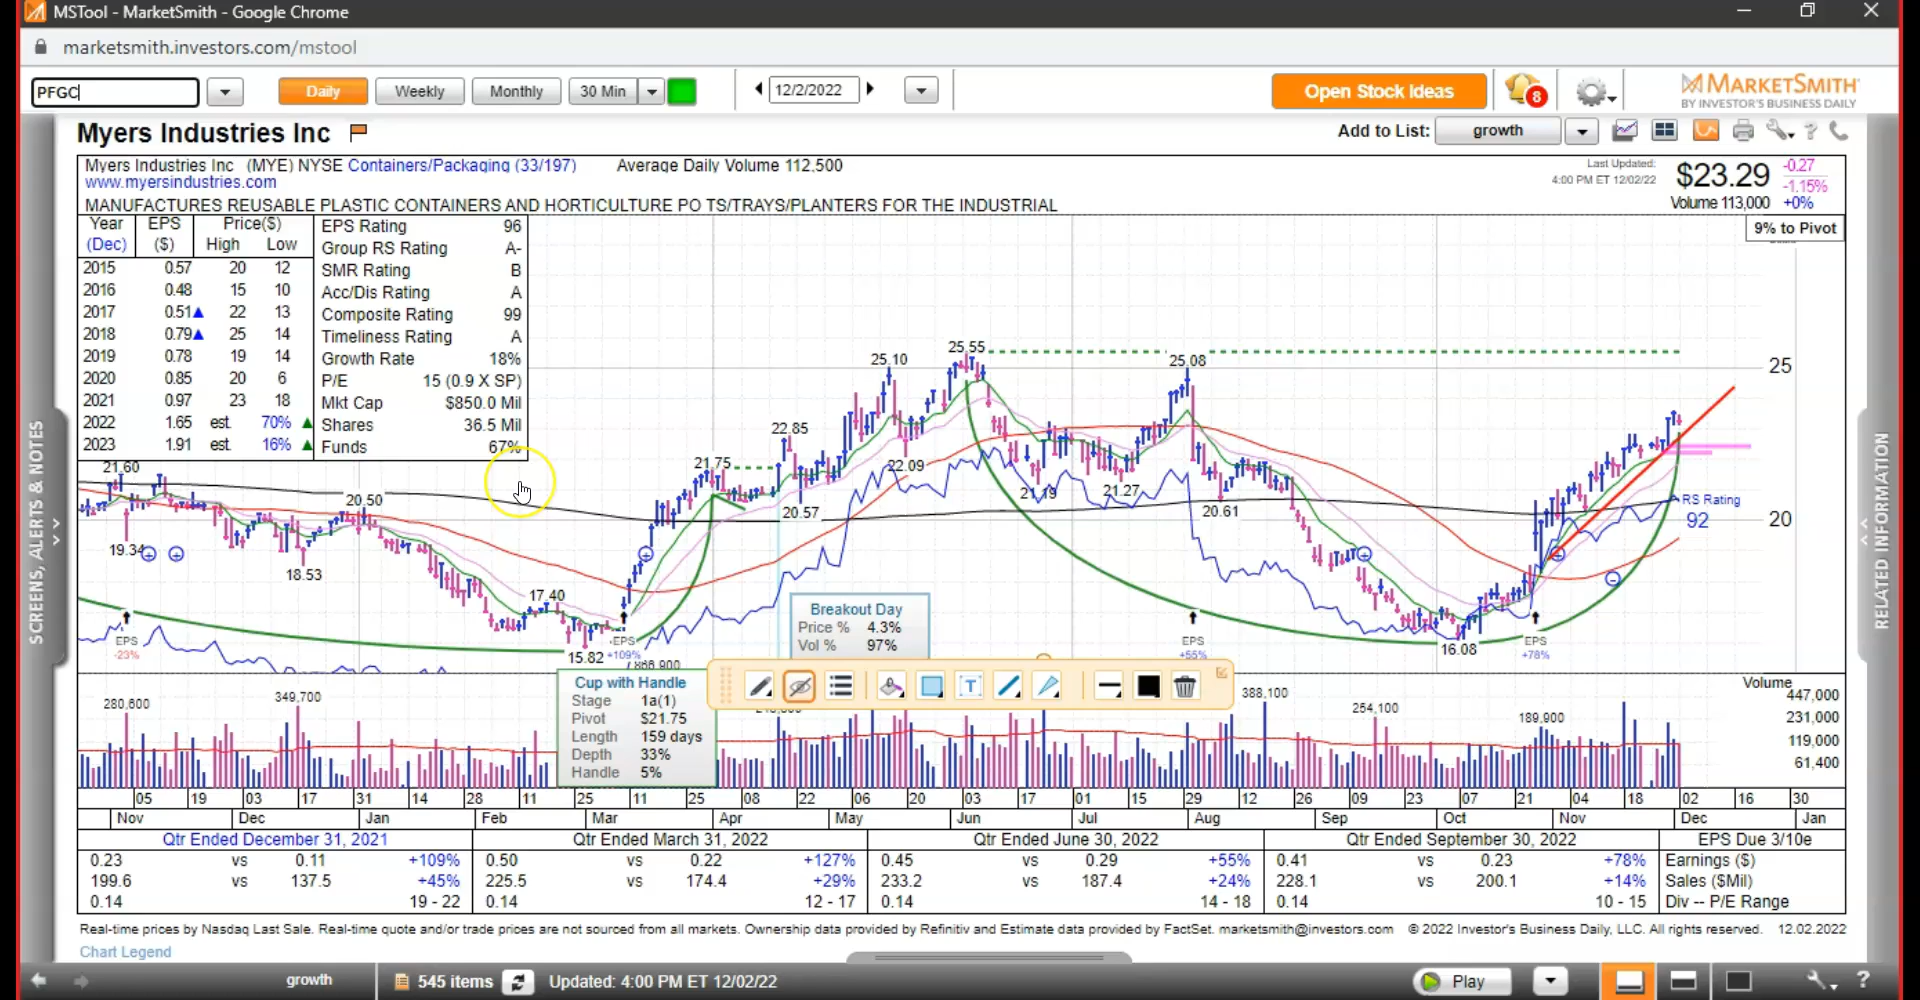 MSTool - MarketSmith - Google Chrome
marketsmith.investors.com/mstool
PFGC
Daily
Weekly
Monthly
30 Min
12/2/2022
Open Stock Ideas
8
MARKETSMITH
BY INVESTOR'S BUSINESS DAILY
Myers Industries Inc
Add to List: growth
Myers Industries Inc (MYE) NYSE Containers/Packaging (33/197) Average Daily Volume 112,500
www.myersindustries.com
MANUFACTURES REUSABLE PLASTIC CONTAINERS AND HORTICULTURE PO TS/TRAYS/PLANTERS FOR THE INDUSTRIAL
Last Updated:
4:00 PM ET 12/02/22
$23.29
-0.27
-1.15%
Volume 113,000 +0%
9% to Pivot
Year EPS Price($)
(Dec) ($) High Low
2015 0.57 20 12
2016 0.48 15 10
2017 0.51 22 13
2018 0.79 25 14
2019 0.78 19 14
2020 0.85 20 6
2021 0.97 23 18
2022 1.65 est. 70%
2023 1.91 est. 16%
EPS Rating 96
Group RS Rating A-
SMR Rating B
Acc/Dis Rating A
Composite Rating 99
Timeliness Rating A
Growth Rate 18%
P/E 15 (0.9 X SP)
Mkt Cap $850.0 Mil
Shares 36.5 Mil
Funds 67%
25.55
25.10
25.08
25
22.85
22.09
21.75
21.60
21.19
21.27
20.50
20.57
20.61
RS Rating
92
20
19.34
18.53
17.40
15.82
16.08
EPS
-23%
EPS
+109%
EPS
+55%
EPS
+78%
866,900
Breakout Day
Price % 4.3%
Vol % 97%
Cup with Handle
Stage 1a(1)
Pivot $21.75
Length 159 days
Depth 33%
Handle 5%
T
Volume
447,000
231,000
119,000
61,400
280,600
349,700
388,100
254,100
189,900
05 19 03 17 31 14 28 11 25 11 25 08 22 06 20 03 17 01 15 29 12 26 09 23 07 21 04 18 02 16 30
Nov Dec Jan Feb Mar Apr May Jun Jul Aug Sep Oct Nov Dec Jan
Qtr Ended December 31, 2021 Qtr Ended March 31, 2022 Qtr Ended June 30, 2022 Qtr Ended September 30, 2022 EPS Due 3/10e
0.23 vs 0.11 +109% 0.50 vs 0.22 +127% 0.45 vs 0.29 +55% 0.41 vs 0.23 +78% Earnings ($)
199.6 vs 137.5 +45% 225.5 vs 174.4 +29% 233.2 vs 187.4 +24% 228.1 vs 200.1 +14% Sales ($Mil)
0.14 19 - 22 0.14 12 - 17 0.14 14 - 18 0.14 10 - 15 Div -- P/E Range
Real-time prices by Nasdaq Last Sale. Real-time quote and/or trade prices are not sourced from all markets. Ownership data provided by Refinitiv and Estimate data provided by FactSet. marketsmith@investors.com © 2022 Investor's Business Daily, LLC. All rights reserved. 12.02.2022
Chart Legend
growth
545 items
Updated: 4:00 PM ET 12/02/22
Play
?
SCREENS, ALERTS & NOTES
RELATED INFORMATION